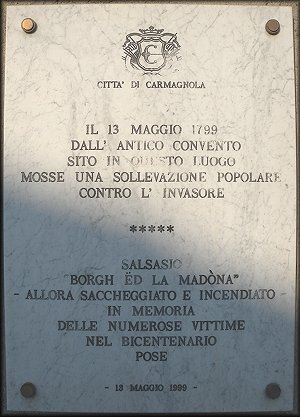 CITTA' DI CARMAGNOLA
IL 13 MAGGIO 1799
DALL' ANTICO CONVENTO
SITO IN QUESTO LUOGO
MOSSE UNA SOLLEVAZIONE POPOLARE
CONTRO L' INVASORE
*****
SALSASIO
"BORGH ËD LA MADÒNA"
- ALLORA SACCHEGGIATO E INCENDIATO -
IN MEMORIA
DELLE NUMEROSE VITTIME
NEL BICENTENARIO
POSE
- 13 MAGGIO 1999 -